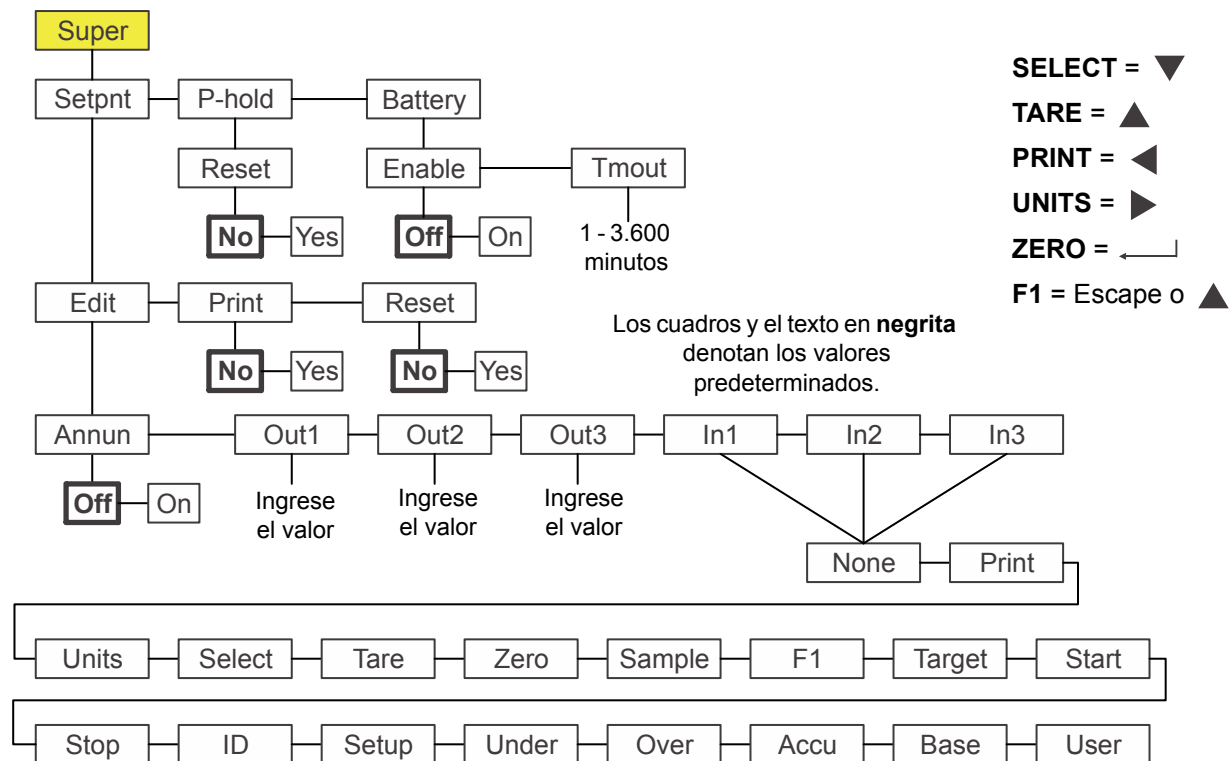 Super
SELECT = ▼
Setpnt P-hold Battery
TARE = ▲
Reset Enable Tmout
PRINT = ◀
UNITS = ▶
No Yes Off On 1 - 3.600
minutos
ZERO = ↵
Edit Print Reset
F1 = Escape o ▲
No Yes No Yes
Los cuadros y el texto en negrita
denotan los valores
predeterminados.
Annun Out1 Out2 Out3 In1 In2 In3
Off On
Ingrese
el valor
Ingrese
el valor
Ingrese
el valor
None Print
Units Select Tare Zero Sample F1 Target Start
Stop ID Setup Under Over Accu Base User